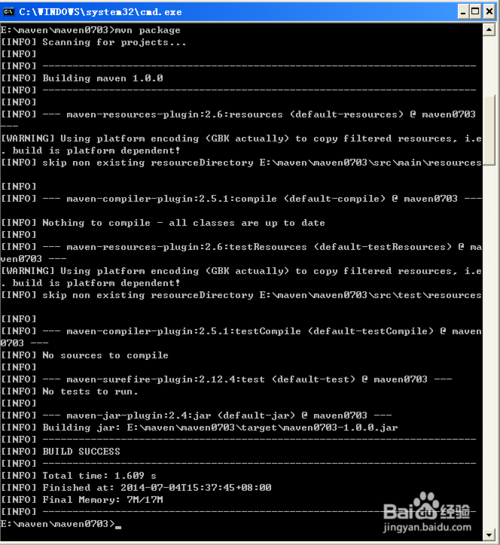 C:\WINDOWS\system32\cmd.exe
E:\maven\maven0703>mvn package
[INFO] Scanning for projects...
[INFO]
[INFO] ------------------------------------------------------------------------
[INFO] Building maven 1.0.0
[INFO] ------------------------------------------------------------------------
[INFO]
[INFO] --- maven-resources-plugin:2.6:resources (default-resources) @ maven0703
---
[WARNING] Using platform encoding (GBK actually) to copy filtered resources, i.e
. build is platform dependent!
[INFO] skip non existing resourceDirectory E:\maven\maven0703\src\main\resources
[INFO]
[INFO] --- maven-compiler-plugin:2.5.1:compile (default-compile) @ maven0703 ---
[INFO] Nothing to compile - all classes are up to date
[INFO]
[INFO] --- maven-resources-plugin:2.6:testResources (default-testResources) @ ma
ven0703 ---
[WARNING] Using platform encoding (GBK actually) to copy filtered resources, i.e
. build is platform dependent!
[INFO] skip non existing resourceDirectory E:\maven\maven0703\src\test\resources
[INFO]
[INFO] --- maven-compiler-plugin:2.5.1:testCompile (default-testCompile) @ maven
0703 ---
[INFO] No sources to compile
[INFO]
[INFO] --- maven-surefire-plugin:2.12.4:test (default-test) @ maven0703 ---
[INFO] No tests to run.
[INFO]
[INFO] --- maven-jar-plugin:2.4:jar (default-jar) @ maven0703 ---
[INFO] Building jar: E:\maven\maven0703\target\maven0703-1.0.0.jar
[INFO] ------------------------------------------------------------------------
[INFO] BUILD SUCCESS
[INFO] ------------------------------------------------------------------------
[INFO] Total time: 1.609 s
[INFO] Finished at: 2014-07-04T15:37:45+08:00
[INFO] Final Memory: 7M/17M
[INFO] ------------------------------------------------------------------------
E:\maven\maven0703>_
Baidu经验
jingyan.baidu.com